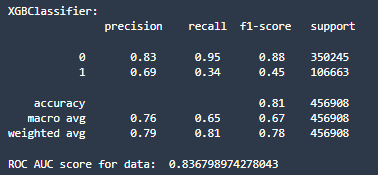 XGBClassifier:
precision recall f1-score support
0 0.83 0.95 0.88 350245
1 0.69 0.34 0.45 106663
accuracy 0.81 456908
macro avg 0.76 0.65 0.67 456908
weighted avg 0.79 0.81 0.78 456908
ROC AUC score for data: 0.836798974278043